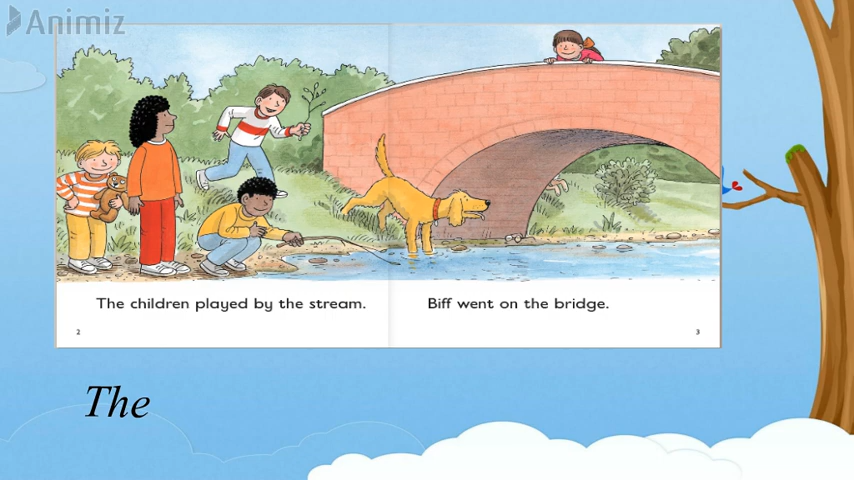 Animiz
The children played by the stream.
Biff went on the bridge.
2
3
The